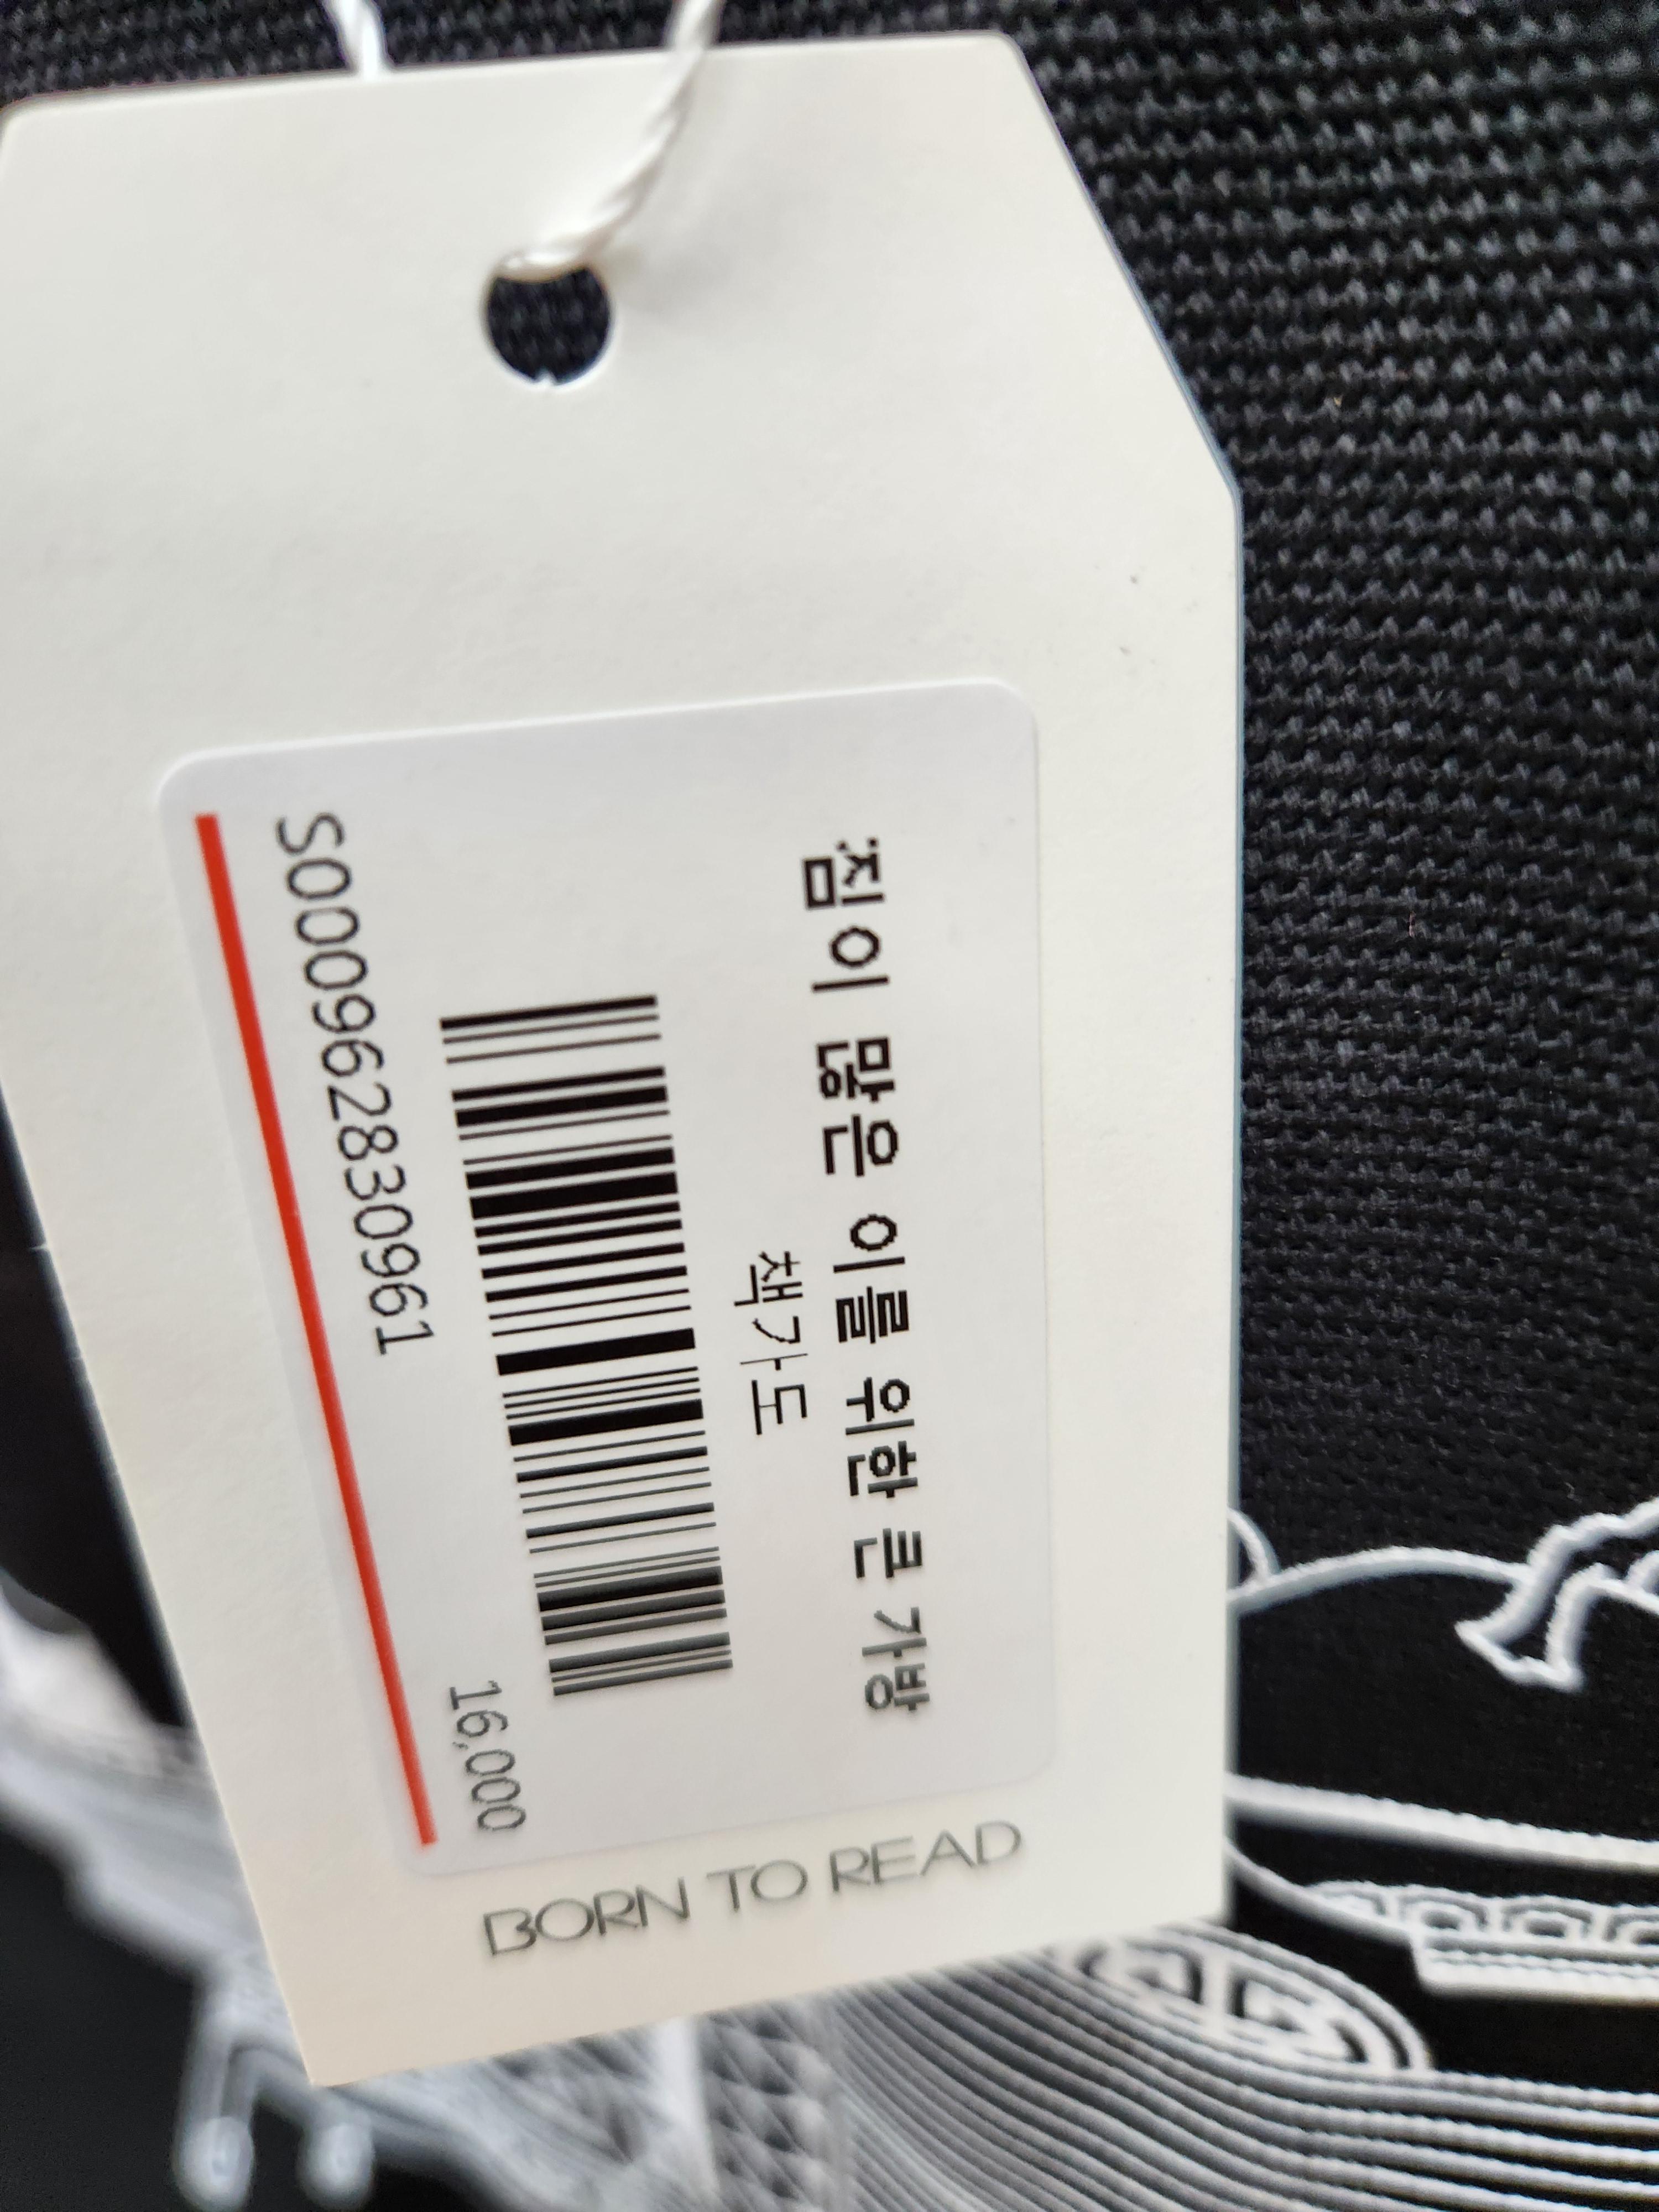 짐이 많은 이를 위한 큰 가방
책가도
S000962830961
16,000
BORN TO READ